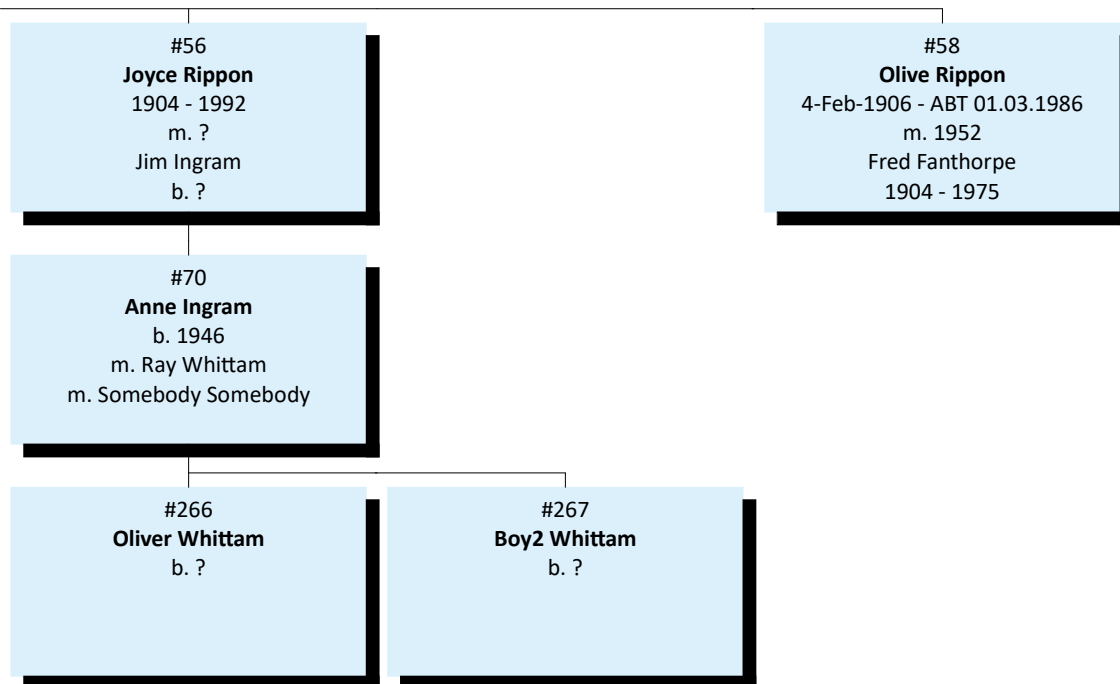 #56
Joyce Rippon
1904 - 1992
m. ?
Jim Ingram
b. ?
#58
Olive Rippon
4-Feb-1906 - ABT 01.03.1986
m. 1952
Fred Fanthorpe
1904 - 1975
#70
Anne Ingram
b. 1946
m. Ray Whittam
m. Somebody Somebody
#266
Oliver Whittam
b. ?
#267
Boy2 Whittam
b. ?